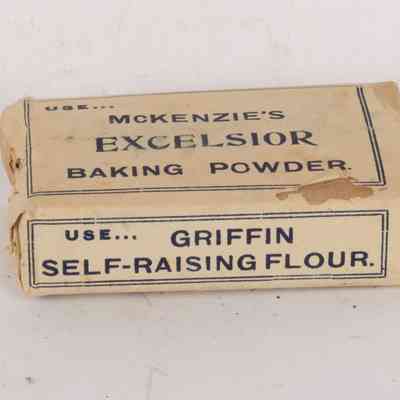 USE...
McKENZIE'S
EXCELSIOR
BAKING POWDER.
USE... GRIFFIN
SELF-RAISING FLOUR.